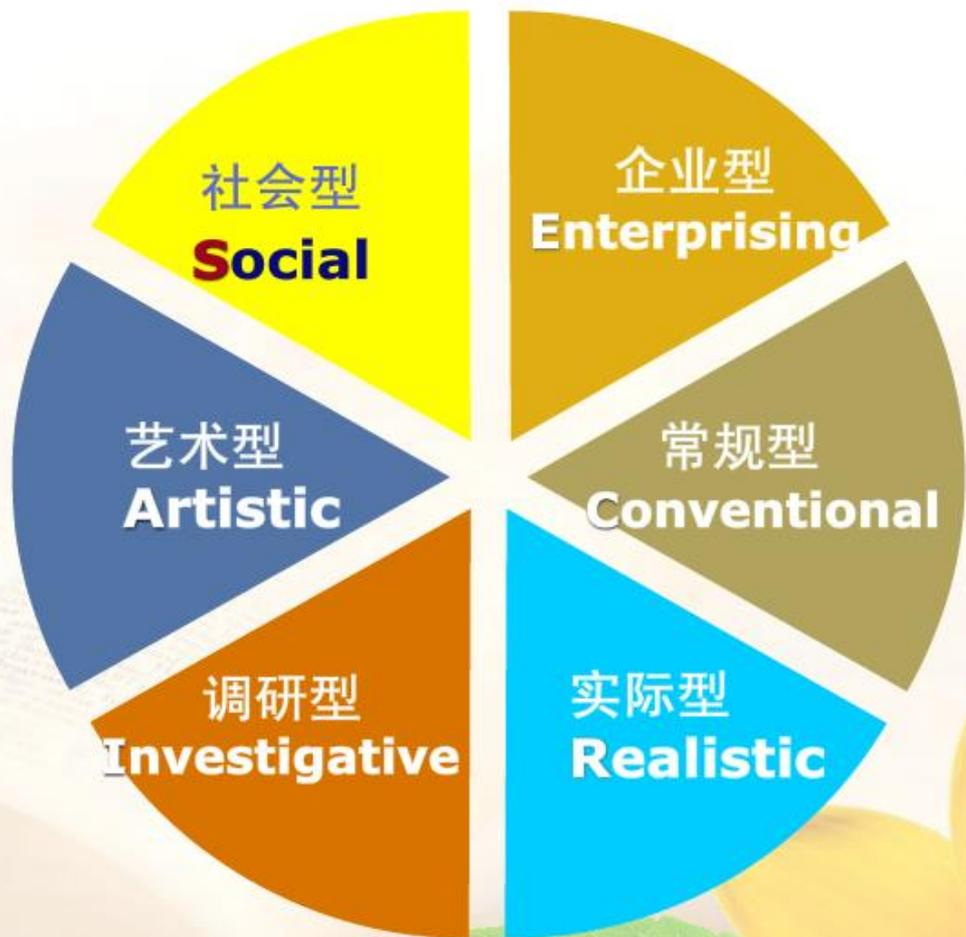 社会型
Social
企业型
Enterprising
艺术型
Artistic
常规型
Conventional
调研型
Investigative
实际型
Realistic